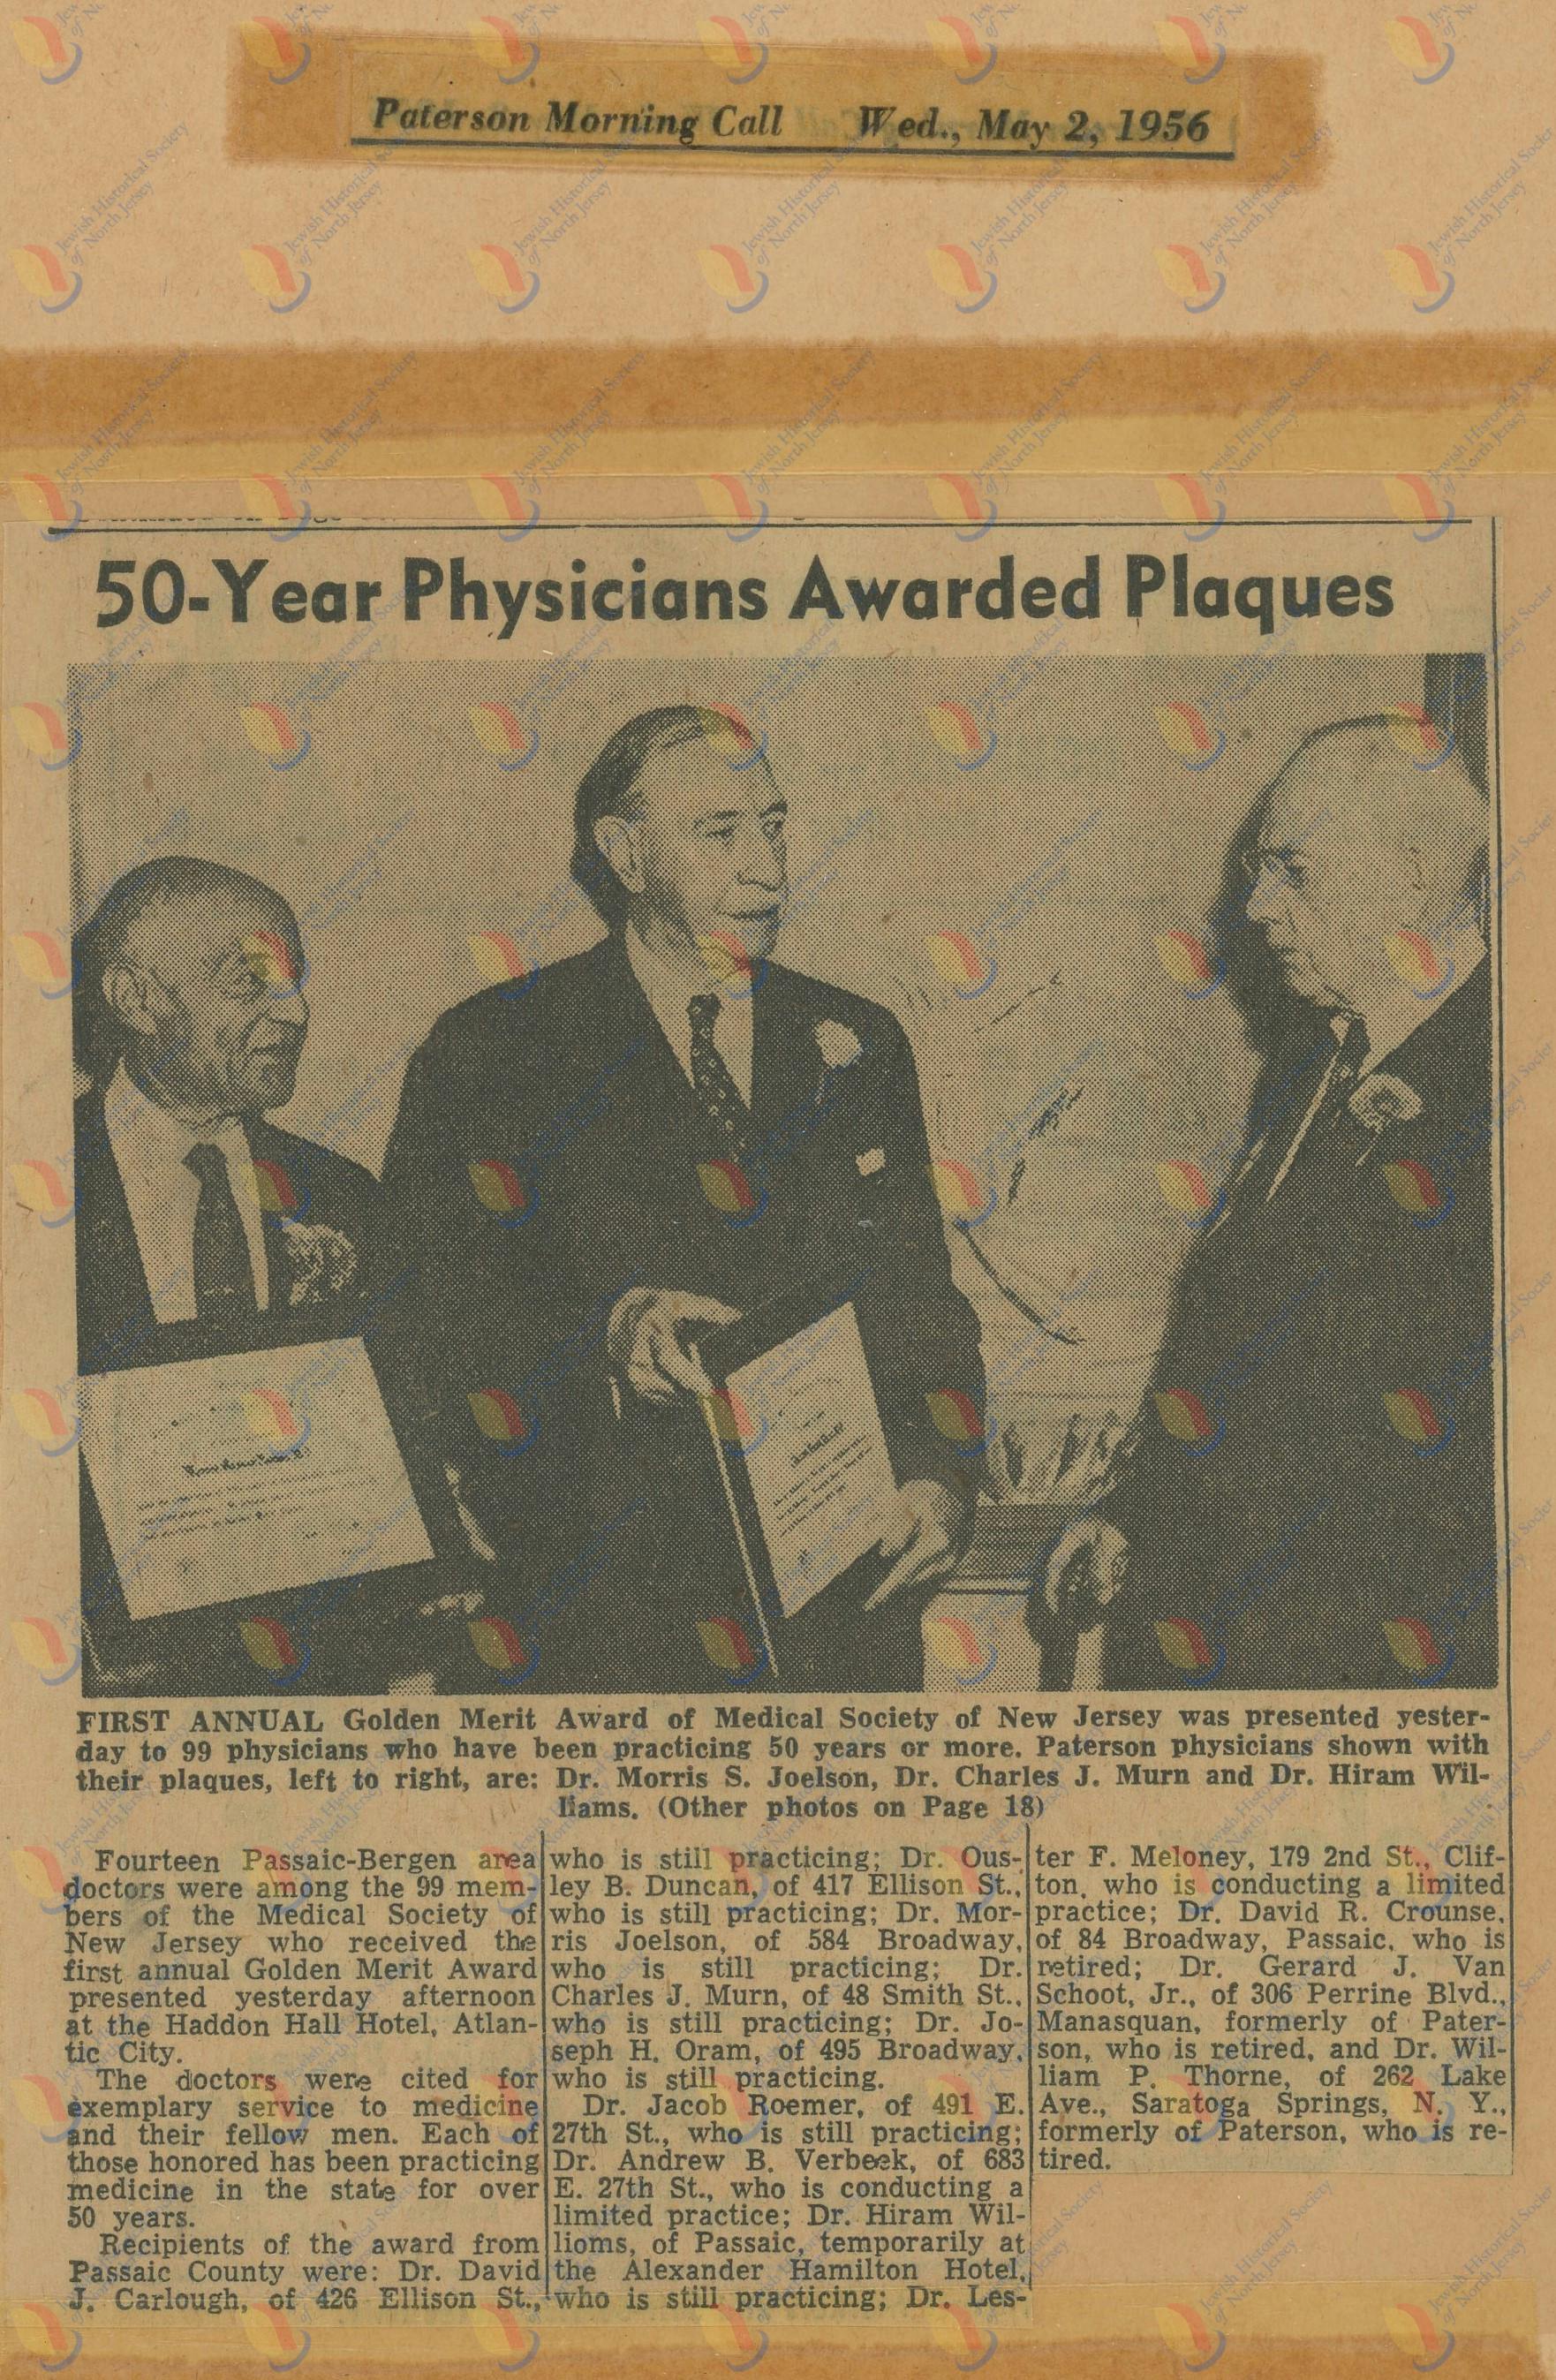 Paterson Morning Call Wed., May 2, 1956
50-Year Physicians Awarded Plaques
FIRST ANNUAL Golden Merit Award of Medical Society of New Jersey was presented yester-
day to 99 physicians who have been practicing 50 years or more. Paterson physicians shown with
their plaques, left to right, are: Dr. Morris S. Joelson, Dr. Charles J. Murn and Dr. Hiram Wil-
liams. (Other photos on Page 18)
Fourteen Passaic-Bergen area
doctors were among the 99 mem-
bers of the Medical Society of
New Jersey who received the
first annual Golden Merit Award
presented yesterday afternoon
at the Haddon Hall Hotel, Atlan-
tic City.
The doctors were cited for
exemplary service to medicine
and their fellow men. Each of
those honored has been practicing
medicine in the state for over
50 years.
Recipients of the award from
Passaic County were: Dr. David
J. Carlough, of 426 Ellison St.,
who is still practicing; Dr. Ous-
ley B. Duncan, of 417 Ellison St.,
who is still practicing; Dr. Mor-
ris Joelson, of 584 Broadway,
who is still practicing; Dr.
Charles J. Murn, of 48 Smith St.,
who is still practicing; Dr. Jo-
seph H. Oram, of 495 Broadway,
who is still practicing.
Dr. Jacob Roemer, of 491 E.
27th St., who is still practicing;
Dr. Andrew B. Verbeek, of 683
E. 27th St., who is conducting a
limited practice; Dr. Hiram Wil-
lioms, of Passaic, temporarily at
the Alexander Hamilton Hotel,
who is still practicing; Dr. Les-
ter F. Meloney, 179 2nd St., Clif-
ton, who is conducting a limited
practice; Dr. David R. Crounse,
of 84 Broadway, Passaic, who is
retired; Dr. Gerard J. Van
Schoot, Jr., of 306 Perrine Blvd.,
Manasquan, formerly of Pater-
son, who is retired, and Dr. Wil-
liam P. Thorne, of 262 Lake
Ave., Saratoga Springs, N. Y.,
formerly of Paterson, who is re-
tired.
Jewish Historical Society
of North Jersey